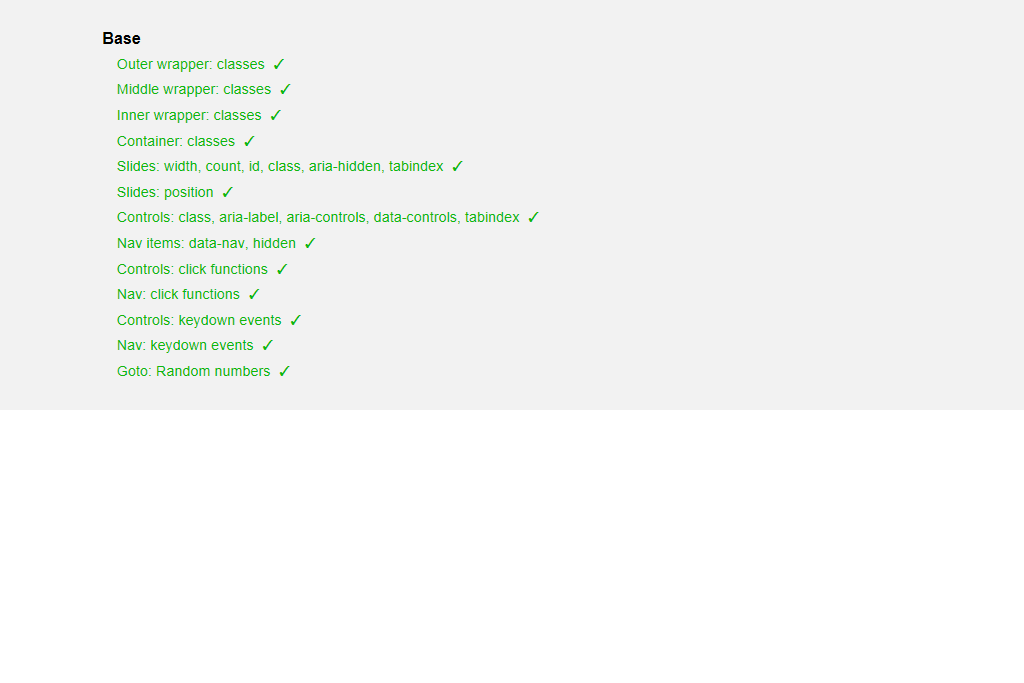 Base
Outer wrapper: classes ✓
Middle wrapper: classes ✓
Inner wrapper: classes ✓
Container: classes ✓
Slides: width, count, id, class, aria-hidden, tabindex ✓
Slides: position ✓
Controls: class, aria-label, aria-controls, data-controls, tabindex ✓
Nav items: data-nav, hidden ✓
Controls: click functions ✓
Nav: click functions ✓
Controls: keydown events ✓
Nav: keydown events ✓
Goto: Random numbers ✓